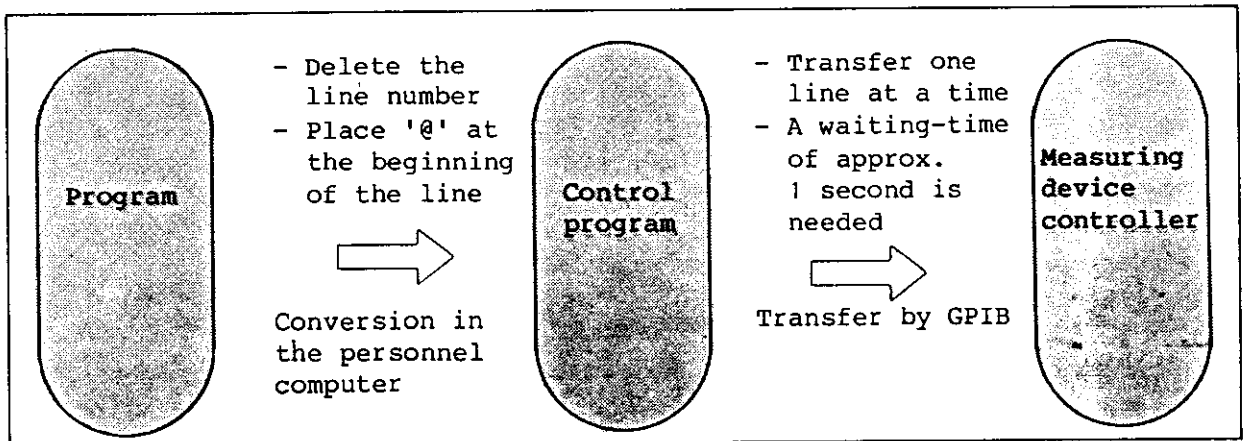 Program
- Delete the
line number
- Place '@' at
the beginning
of the line
Conversion in
the personnel
computer
Control
program
- Transfer one
line at a time
- A waiting-time
of approx.
1 second is
needed
Transfer by GPIB
Measuring
device
controller